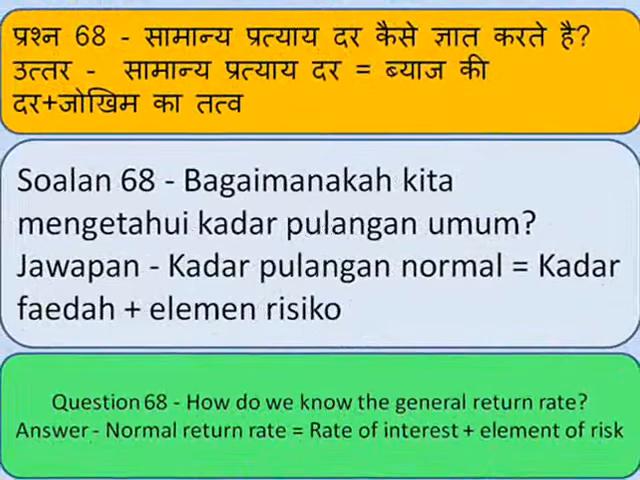 प्रश्न 68 - सामान्य प्रत्याय दर कैसे ज्ञात करते है?
उत्तर - सामान्य प्रत्याय दर = ब्याज की
दर+जोखिम का तत्व
Soalan 68 - Bagaimanakah kita
mengetahui kadar pulangan umum?
Jawapan - Kadar pulangan normal = Kadar
faedah + elemen risiko
Question 68 - How do we know the general return rate?
Answer - Normal return rate = Rate of interest + element of risk